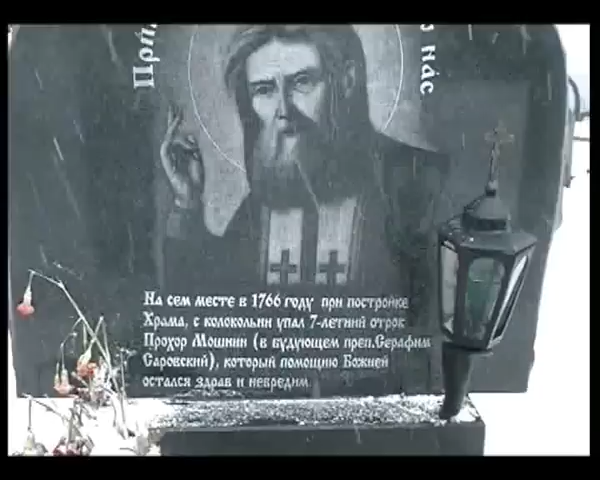 нас
На сем месте в 1766 году при постройке
Храма, с колокольни упал 7-летний отрок
Прохор Мошнин (в будующем преп.Серафим
Саровский), который помощию Божией
остался здрав и невредим